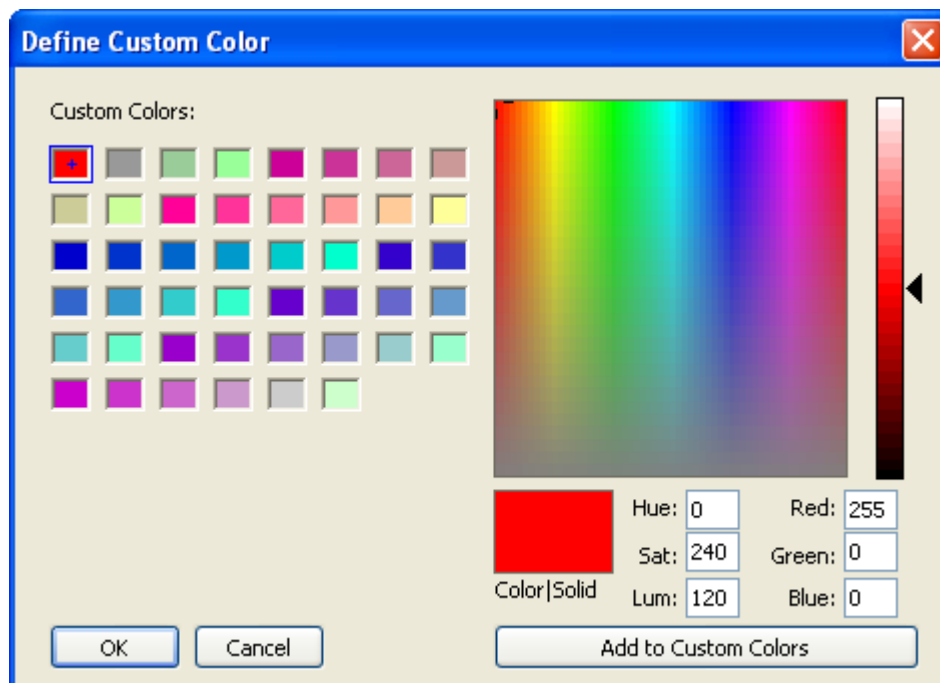 Define Custom Color
Custom Colors:
Hue: 0 Red: 255
Sat: 240 Green: 0
Color|Solid Lum: 120 Blue: 0
OK Cancel Add to Custom Colors